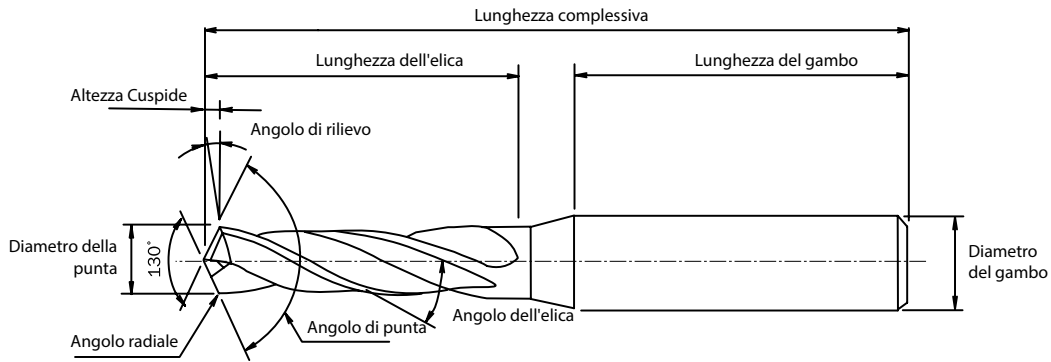 Lunghezza complessiva
Lunghezza dell'elica
Lunghezza del gambo
Altezza Cuspide
Angolo di rilievo
Diametro della
punta
130°
Diametro
del gambo
Angolo dell'elica
Angolo di punta
Angolo radiale